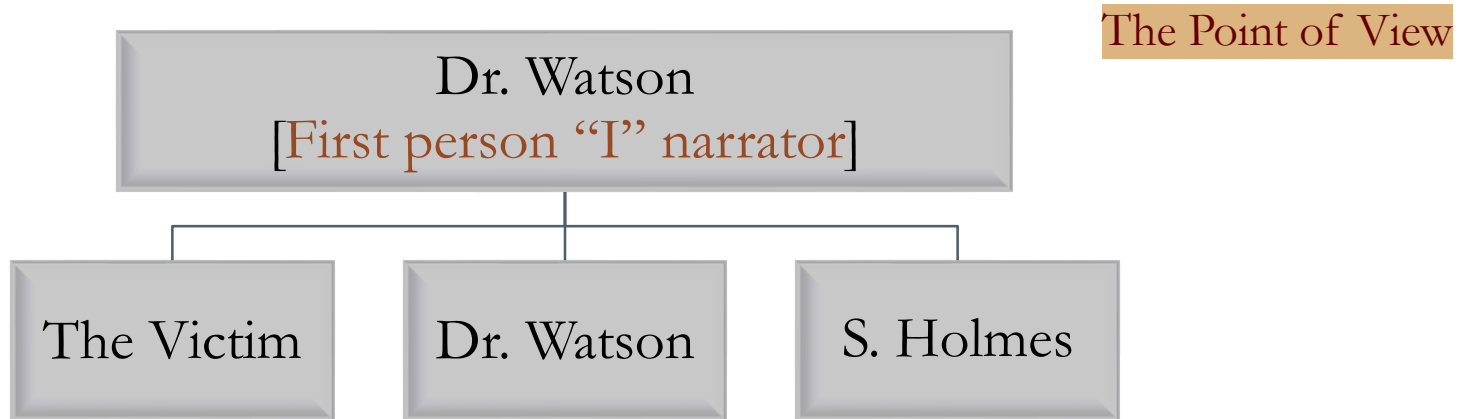 The Point of View
Dr. Watson
[First person “I” narrator]
The Victim
Dr. Watson
S. Holmes